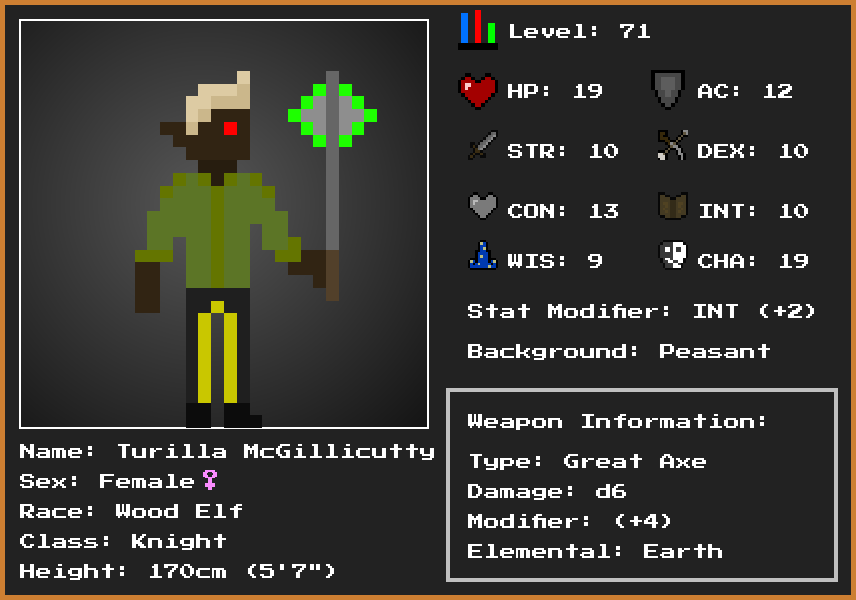 Level: 71
HP: 19 AC: 12
STR: 10 DEX: 10
CON: 13 INT: 10
WIS: 9 CHA: 19
Stat Modifier: INT (+2)
Background: Peasant
Weapon Information:
Type: Great Axe
Damage: d6
Modifier: (+4)
Elemental: Earth
Name: Turilla McGillicutty
Sex: Female♀
Race: Wood Elf
Class: Knight
Height: 170cm (5'7")